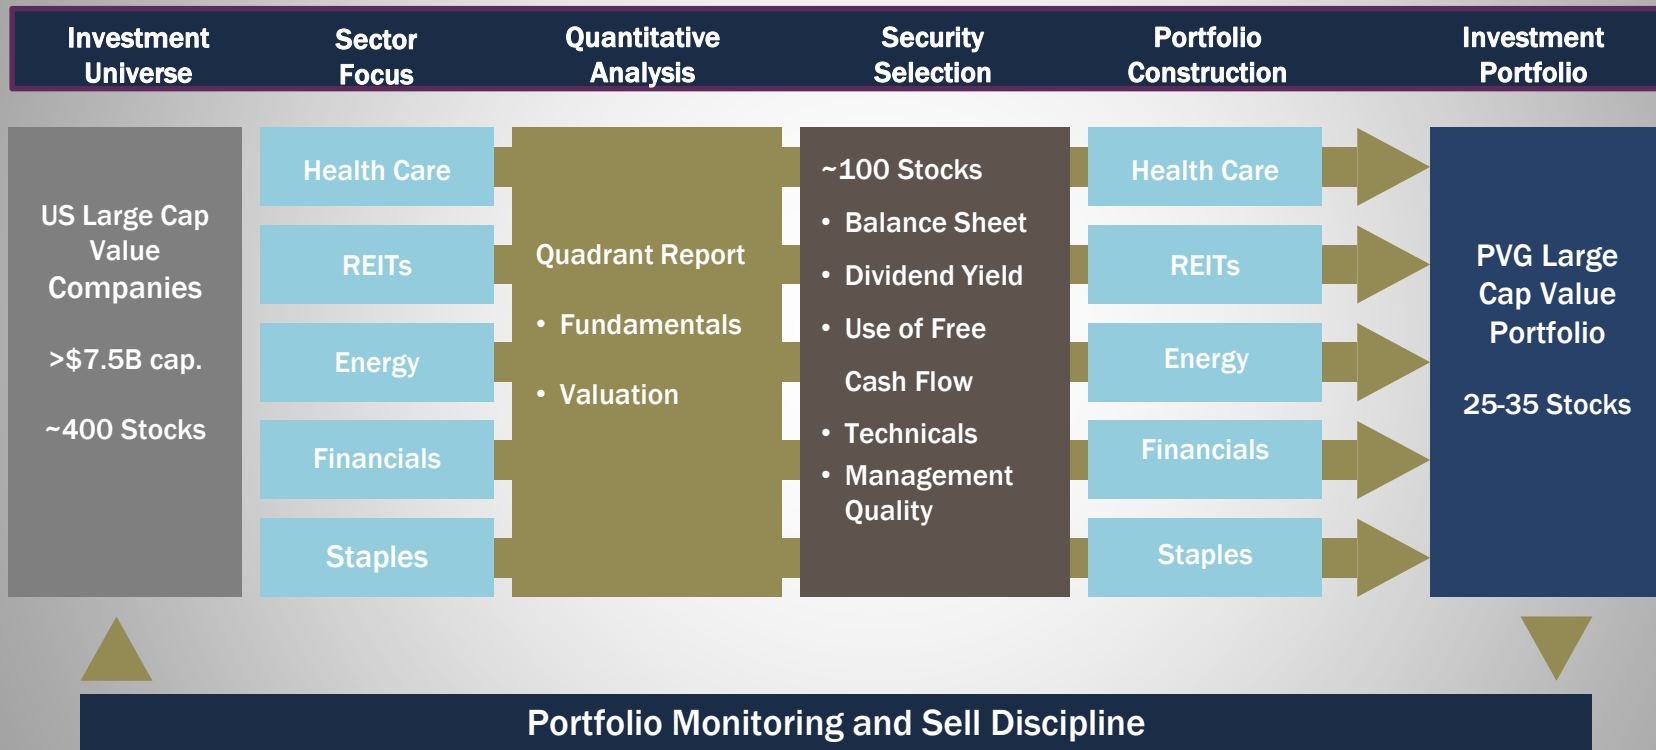 Investment
Universe
Sector
Focus
Quantitative
Analysis
Security
Selection
Portfolio
Construction
Investment
Portfolio
US Large Cap
Value
Companies
>$7.5B cap.
~400 Stocks
Health Care
REITs
Energy
Financials
Staples
Quadrant Report
• Fundamentals
• Valuation
~100 Stocks
• Balance Sheet
• Dividend Yield
• Use of Free
Cash Flow
• Technicals
• Management
Quality
Health Care
REITs
Energy
Financials
Staples
PVG Large
Cap Value
Portfolio
25-35 Stocks
Portfolio Monitoring and Sell Discipline